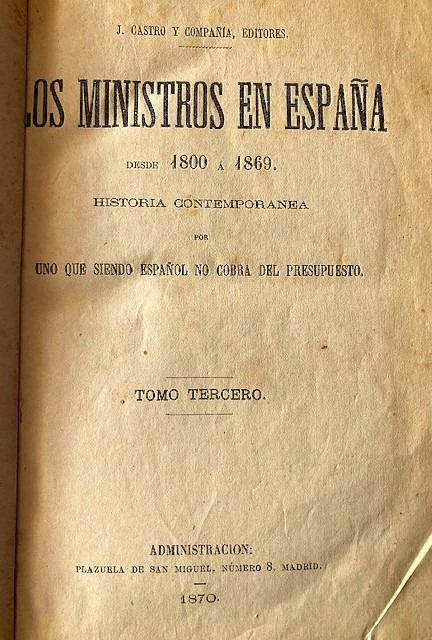 J. CASTRO Y COMPAÑÍA, EDITORES.
LOS MINISTROS EN ESPAÑA
DESDE 1800 Á 1869.
HISTORIA CONTEMPORANEA
POR
UNO QUE SIENDO ESPAÑOL NO COBRA DEL PRESUPUESTO.
TOMO TERCERO.
ADMINISTRACION:
PLAZUELA DE SAN MIGUEL, NÚMERO 8, MADRID.
1870.